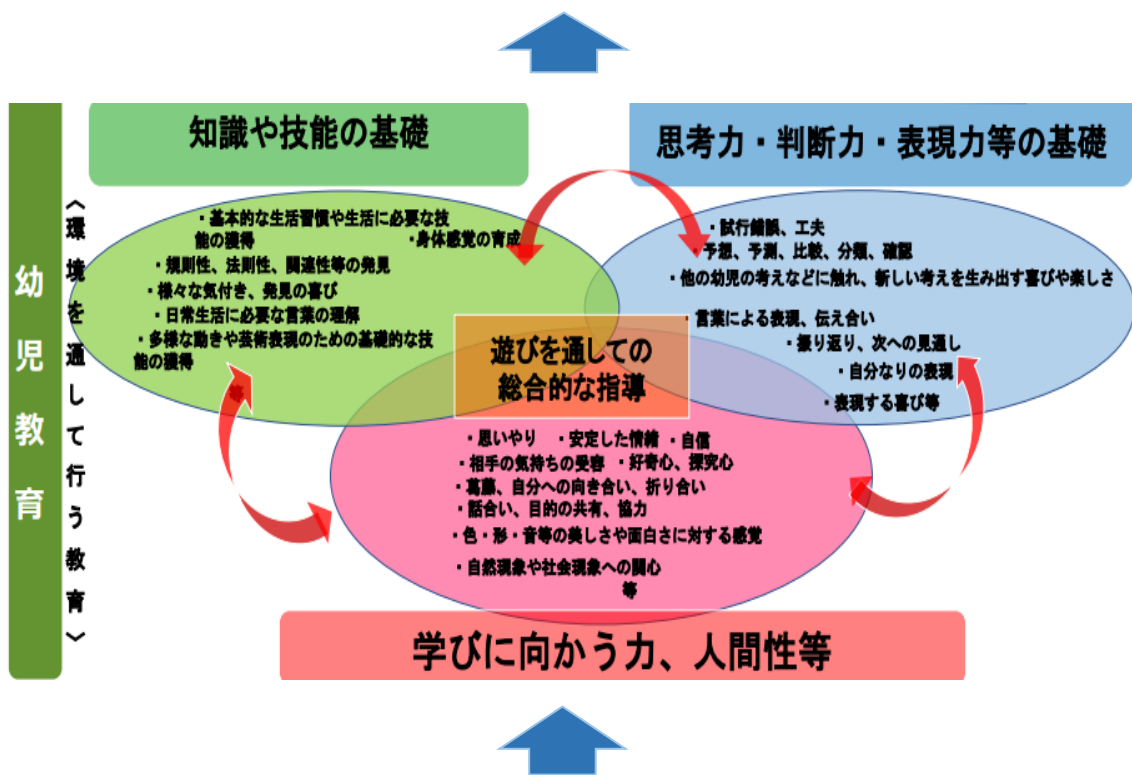 知識や技能の基礎
思考力・判断力・表現力等の基礎
幼児教育
〈環境を通して行う教育〉
・基本的な生活習慣や生活に必要な技
能の獲得
・身体感覚の育成
・規則性、法則性、関連性等の発見
・様々な気付き、発見の喜び
・日常生活に必要な言葉の理解
・多様な動きや芸術表現のための基礎的な技
能の獲得
等
・試行錯誤、工夫
・予想、予測、比較、分類、確認
・他の幼児の考えなどに触れ、新しい考えを生み出す喜びや楽しさ
・言葉による表現、伝え合い
・振り返り、次への見通し
・自分なりの表現
・表現する喜び等
遊びを通しての
総合的な指導
・思いやり ・安定した情緒 ・自信
・相手の気持ちの受容 ・好奇心、探究心
・葛藤、自分への向き合い、折り合い
・話合い、目的の共有、協力
・色・形・音等の美しさや面白さに対する感覚
・自然現象や社会現象への関心
等
学びに向かう力、人間性等